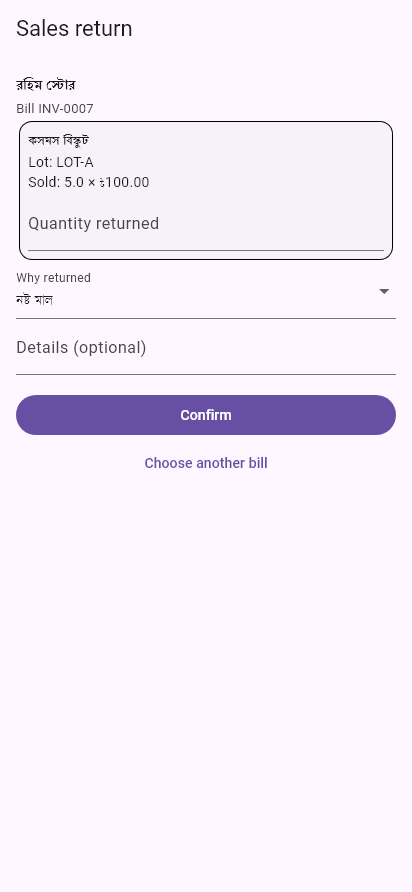 Sales return
রহিম স্টোর
Bill INV-0007
কসমস বিস্কুট
Lot: LOT-A
Sold: 5.0 × ৳100.00
Quantity returned
Why returned
নষ্ট মাল
Details (optional)
Confirm
Choose another bill